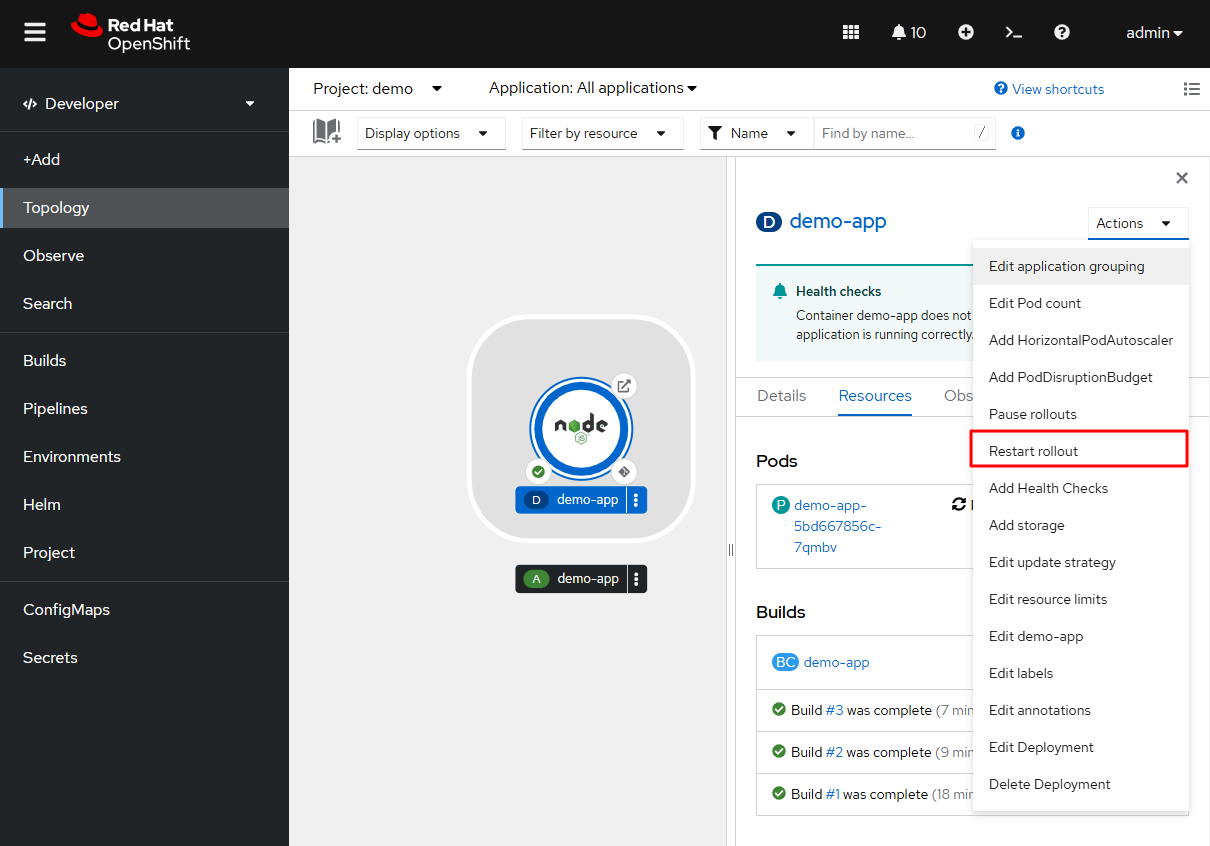 Red Hat
OpenShift
10
admin
Developer
+Add
Topology
Observe
Search
Builds
Pipelines
Environments
Helm
Project
ConfigMaps
Secrets
Project: demo
Application: All applications
View shortcuts
Display options
Filter by resource
Name
Find by name...
/
node
JS
D demo-app
A demo-app
D demo-app
Actions
Health checks
Container demo-app does not
application is running correctly.
Details
Resources
Obs
Pods
P demo-app-
5bd667856c-
7qmbv
Builds
BC demo-app
Build #3 was complete (7 min
Build #2 was complete (9 min
Build #1 was complete (18 min
Edit application grouping
Edit Pod count
Add HorizontalPodAutoscaler
Add PodDisruptionBudget
Pause rollouts
Restart rollout
Add Health Checks
Add storage
Edit update strategy
Edit resource limits
Edit demo-app
Edit labels
Edit annotations
Edit Deployment
Delete Deployment